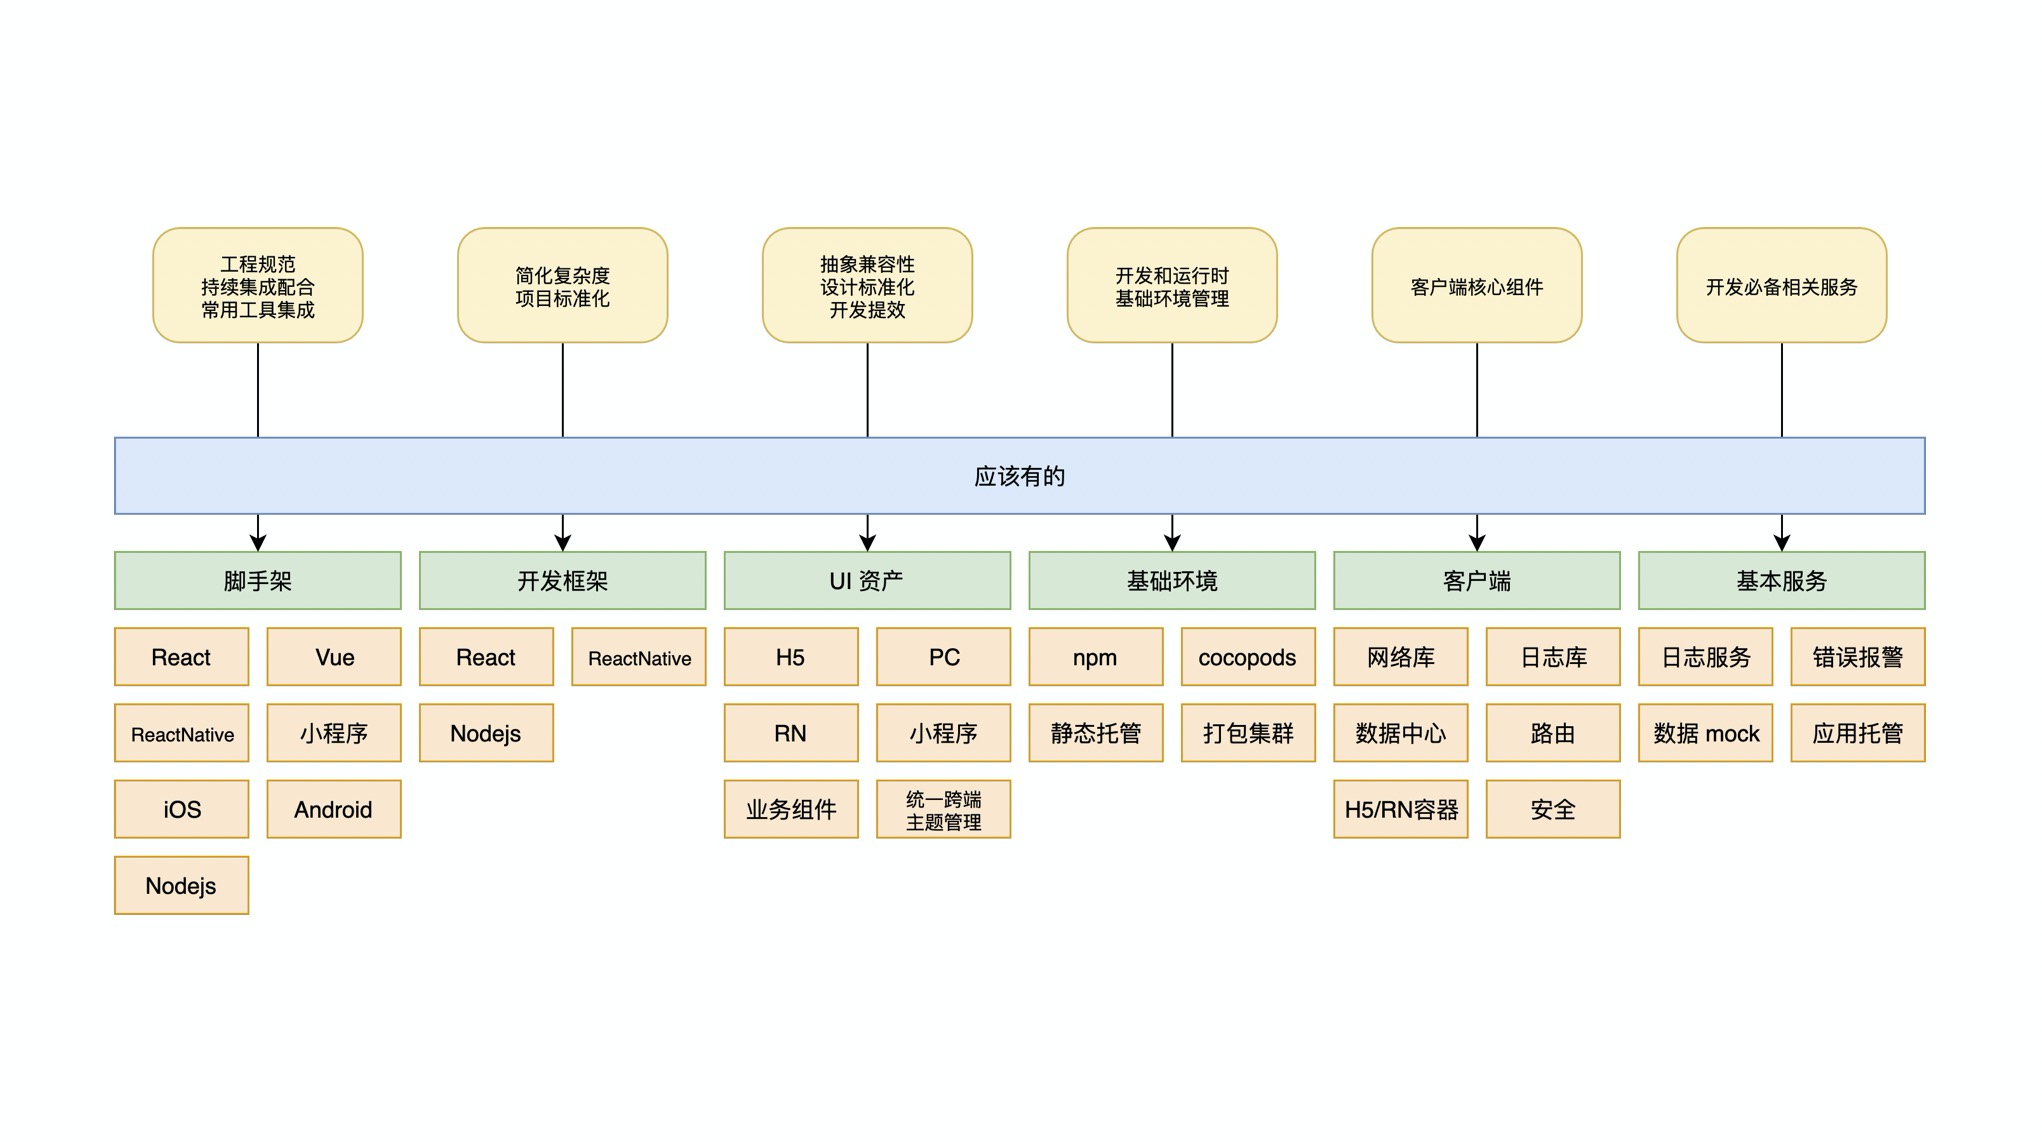 工程规范
持续集成配合
常用工具集成
简化复杂度
项目标准化
抽象兼容性
设计标准化
开发提效
开发和运行时
基础环境管理
客户端核心组件
开发必备相关服务
应该有的
脚手架
开发框架
UI 资产
基础环境
客户端
基本服务
React
Vue
React
ReactNative
H5
PC
npm
cocopods
网络库
日志库
日志服务
错误报警
ReactNative
小程序
Nodejs
RN
小程序
静态托管
打包集群
数据中心
路由
数据 mock
应用托管
iOS
Android
业务组件
统一跨端
主题管理
H5/RN容器
安全
Nodejs